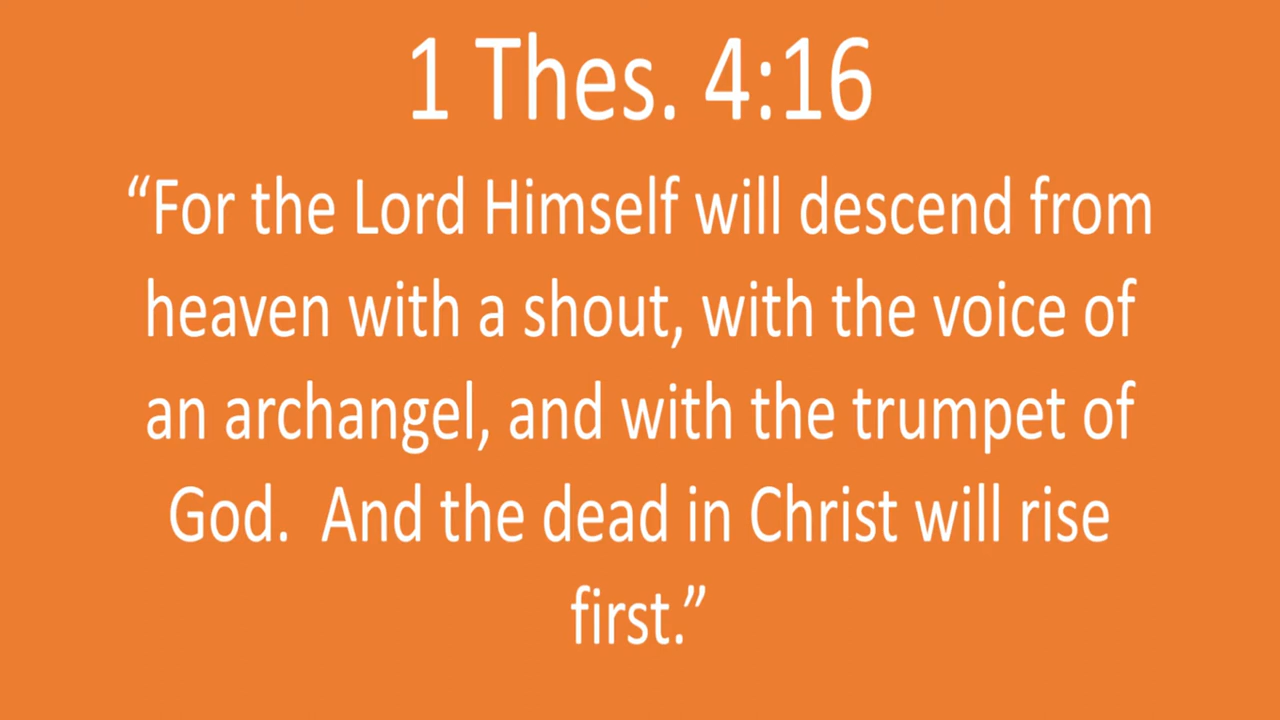 1 Thes. 4:16
“For the Lord Himself will descend from
heaven with a shout, with the voice of
an archangel, and with the trumpet of
God.  And the dead in Christ will rise
first.”